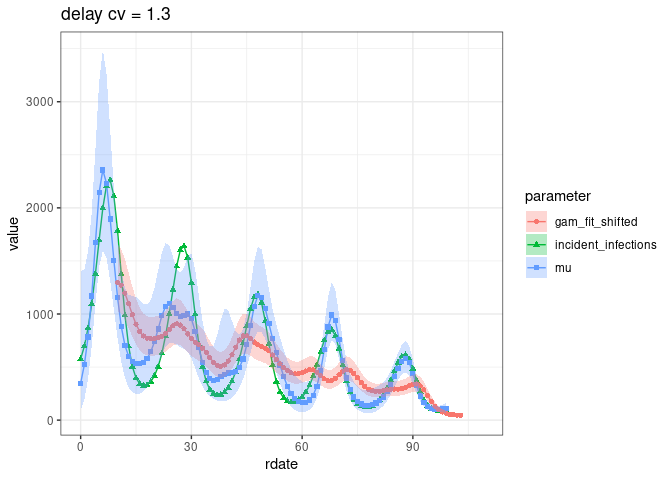 delay cv = 1.3
value
3000
2000
1000
0
0
30
60
90
rdate
parameter
gam_fit_shifted
incident_infections
mu